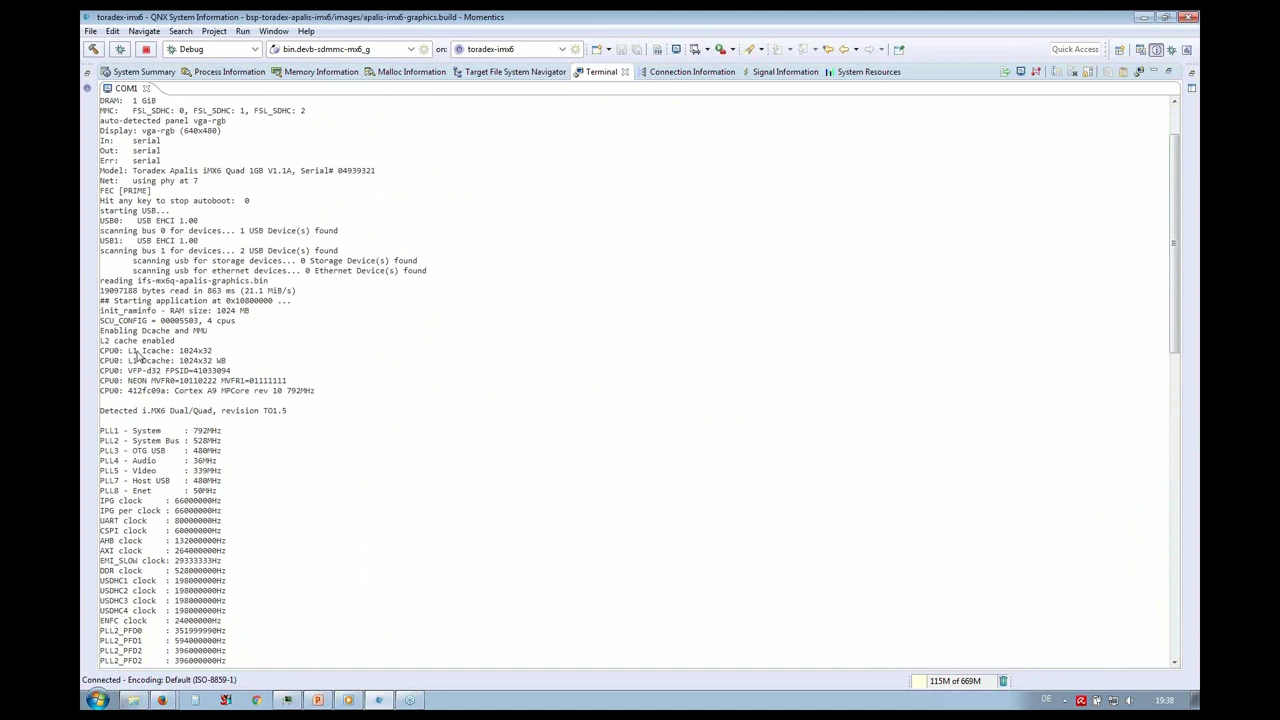 toradex-imx6 - QNX System Information - bsp-toradex-apalis-imx6/images/apalis-imx6-graphics.build - Momentics
File Edit Navigate Search Project Run Window Help
Debug bin.devb-sdmmc-mx6_g on: toradex-imx6 Quick Access
System Summary Process Information Memory Information Malloc Information Target File System Navigator Terminal Connection Information Signal Information System Resources
COM1
DRAM: 1 GiB
MMC: FSL_SDHC: 0, FSL_SDHC: 1, FSL_SDHC: 2
auto-detected panel vga-rgb
Display: vga-rgb (640x480)
In: serial
Out: serial
Err: serial
Model: Toradex Apalis iMX6 Quad 1GB V1.1A, Serial# 04939321
Net: using phy at 7
FEC [PRIME]
Hit any key to stop autoboot: 0
starting USB...
USB0: USB EHCI 1.00
scanning bus 0 for devices... 1 USB Device(s) found
USB1: USB EHCI 1.00
scanning bus 1 for devices... 2 USB Device(s) found
scanning usb for storage devices... 0 Storage Device(s) found
scanning usb for ethernet devices... 0 Ethernet Device(s) found
reading ifs-mx6q-apalis-graphics.bin
19097188 bytes read in 863 ms (21.1 MiB/s)
## Starting application at 0x10800000 ...
init_raminfo - RAM size: 1024 MB
SCU_CONFIG = 00005503, 4 cpus
Enabling Dcache and MMU
L2 cache enabled
CPU0: L1 Icache: 1024x32
CPU0: L1 Dcache: 1024x32 WB
CPU0: VFP-d32 FPSID=41033094
CPU0: NEON MVFR0=10110222 MVFR1=01111111
CPU0: 412fc09a: Cortex A9 MPCore rev 10 792MHz
Detected i.MX6 Dual/Quad, revision TO1.5
PLL1 - System : 792MHz
PLL2 - System Bus : 528MHz
PLL3 - OTG USB : 480MHz
PLL4 - Audio : 36MHz
PLL5 - Video : 339MHz
PLL7 - Host USB : 480MHz
PLL8 - Enet : 50MHz
IPG clock : 66000000Hz
IPG per clock : 66000000Hz
UART clock : 80000000Hz
CSPI clock : 60000000Hz
AHB clock : 132000000Hz
AXI clock : 264000000Hz
EMI_SLOW clock: 29333333Hz
DDR clock : 528000000Hz
USDHC1 clock : 198000000Hz
USDHC2 clock : 198000000Hz
USDHC3 clock : 198000000Hz
USDHC4 clock : 198000000Hz
ENFC clock : 24000000Hz
PLL2_PFD0 : 351999990Hz
PLL2_PFD1 : 594000000Hz
PLL2_PFD2 : 396000000Hz
PLL2_PFD2 : 396000000Hz
Connected - Encoding: Default (ISO-8859-1) 115M of 669M
DE 19:38